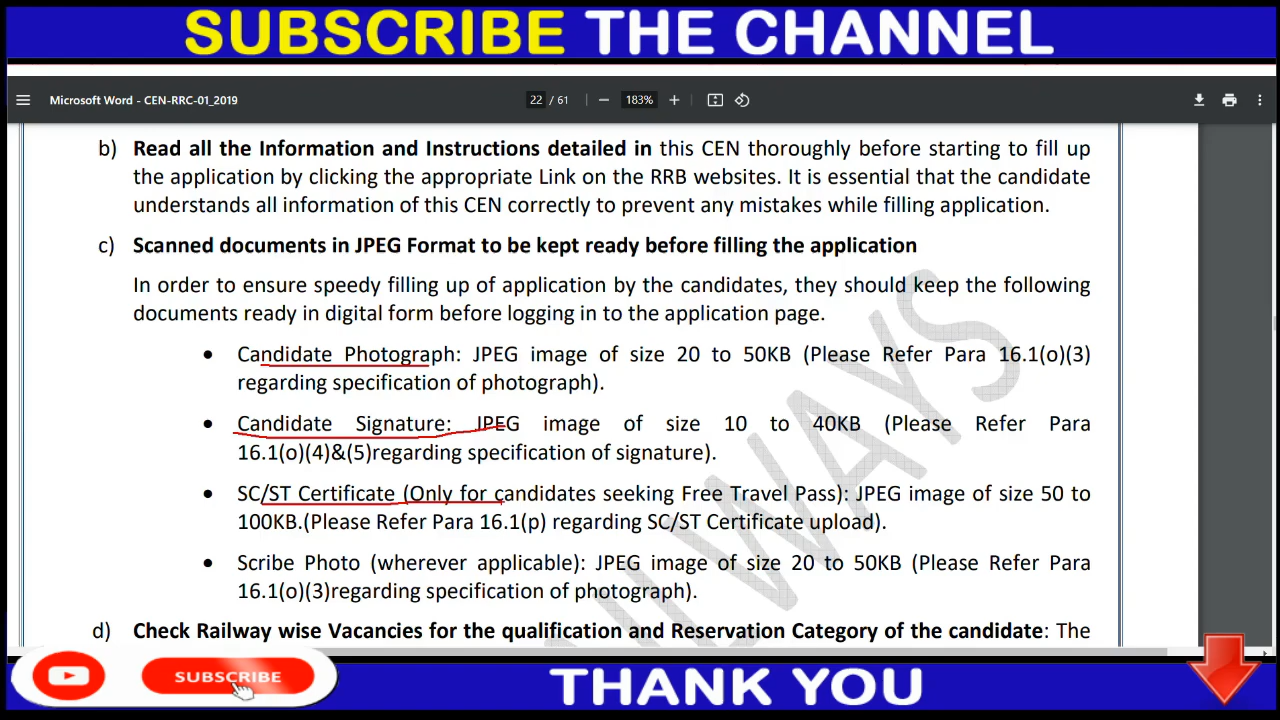 SUBSCRIBE THE CHANNEL
Microsoft Word - CEN-RRC-01_2019 22 / 61 183%
b) Read all the Information and Instructions detailed in this CEN thoroughly before starting to fill up
the application by clicking the appropriate Link on the RRB websites. It is essential that the candidate
understands all information of this CEN correctly to prevent any mistakes while filling application.
c) Scanned documents in JPEG Format to be kept ready before filling the application
In order to ensure speedy filling up of application by the candidates, they should keep the following
documents ready in digital form before logging in to the application page.
• Candidate Photograph: JPEG image of size 20 to 50KB (Please Refer Para 16.1(o)(3)
regarding specification of photograph).
• Candidate Signature: JPEG image of size 10 to 40KB (Please Refer Para
16.1(o)(4)&(5)regarding specification of signature).
• SC/ST Certificate (Only for candidates seeking Free Travel Pass): JPEG image of size 50 to
100KB.(Please Refer Para 16.1(p) regarding SC/ST Certificate upload).
• Scribe Photo (wherever applicable): JPEG image of size 20 to 50KB (Please Refer Para
16.1(o)(3)regarding specification of photograph).
d) Check Railway wise Vacancies for the qualification and Reservation Category of the candidate: The
SUBSCRIBE
THANK YOU